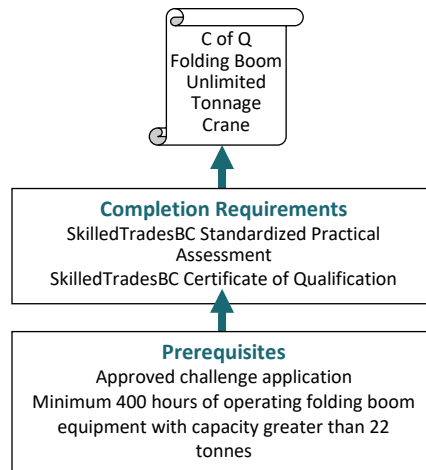 C of Q
Folding Boom
Unlimited
Tonnage
Crane
Completion Requirements
SkilledTradesBC Standardized Practical
Assessment
SkilledTradesBC Certificate of Qualification
Prerequisites
Approved challenge application
Minimum 400 hours of operating folding boom
equipment with capacity greater than 22
tonnes